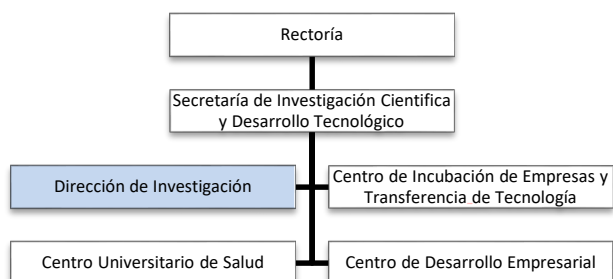 Rectoría
Secretaría de Investigación Cientifica
y Desarrollo Tecnológico
Dirección de Investigación
Centro de Incubación de Empresas y
Transferencia de Tecnología
Centro Universitario de Salud
Centro de Desarrollo Empresarial